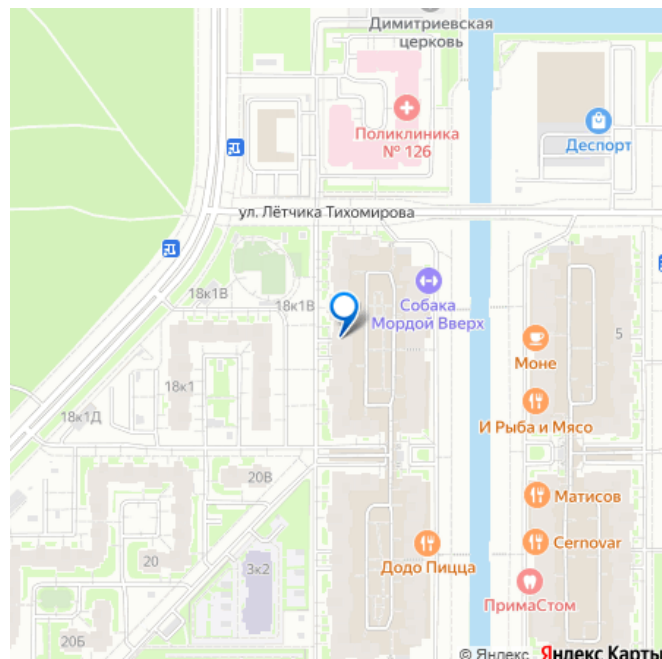 Димитриевская
церковь
Поликлиника
№ 126
Деспорт
ул. Лётчика Тихомирова
18к1В
18к1В
Собака
Мордой Вверх
5
Моне
18к1
И Рыба и Мясо
18к1Д
20В
Матисов
20
3к2
Додо Пицца
Cernovar
ПримаСтом
20Б
© Яндекс Яндекс Карты